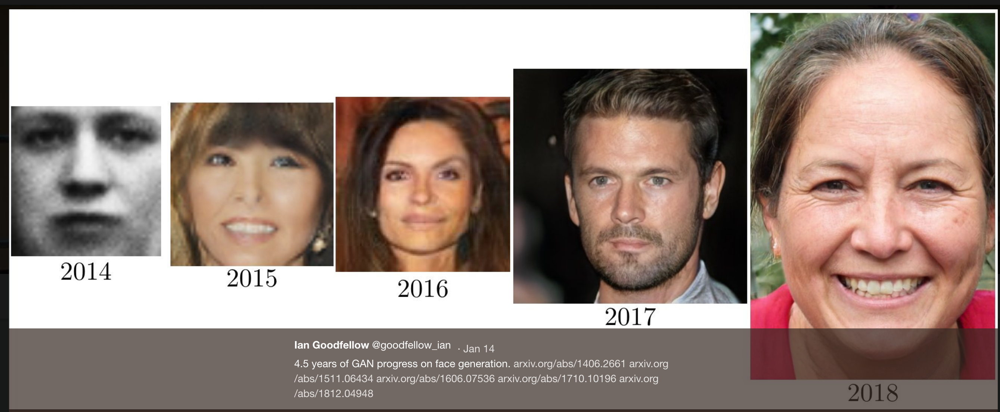 2014
2015
2016
2017
2018
Ian Goodfellow @goodfellow_ian · Jan 14
4.5 years of GAN progress on face generation. arxiv.org/abs/1406.2661 arxiv.org
/abs/1511.06434 arxiv.org/abs/1606.07536 arxiv.org/abs/1710.10196 arxiv.org
/abs/1812.04948